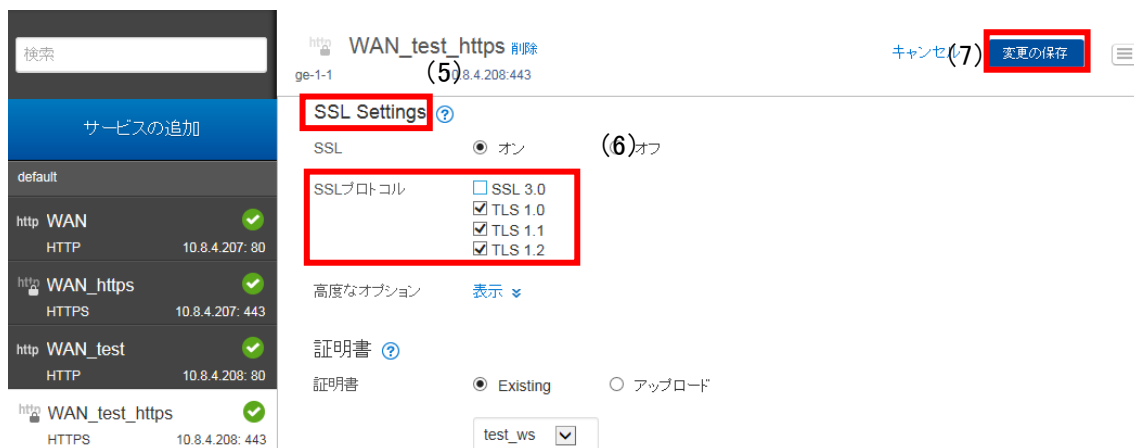 検索
サービスの追加
default
http WAN
HTTP 10.8.4.207: 80
http WAN_https
HTTPS 10.8.4.207: 443
http WAN_test
HTTP 10.8.4.208: 80
http WAN_test_https
HTTPS 10.8.4.208: 443
http WAN_test_https 削除
キャンセル
(7)
変更の保存
ge-1-1
(5)
0.8.4.208:443
SSL Settings ?
SSL オン (6) オフ
SSLプロトコル SSL 3.0
TLS 1.0
TLS 1.1
TLS 1.2
高度なオプション 表示
証明書 ?
証明書 Existing アップロード
test_ws